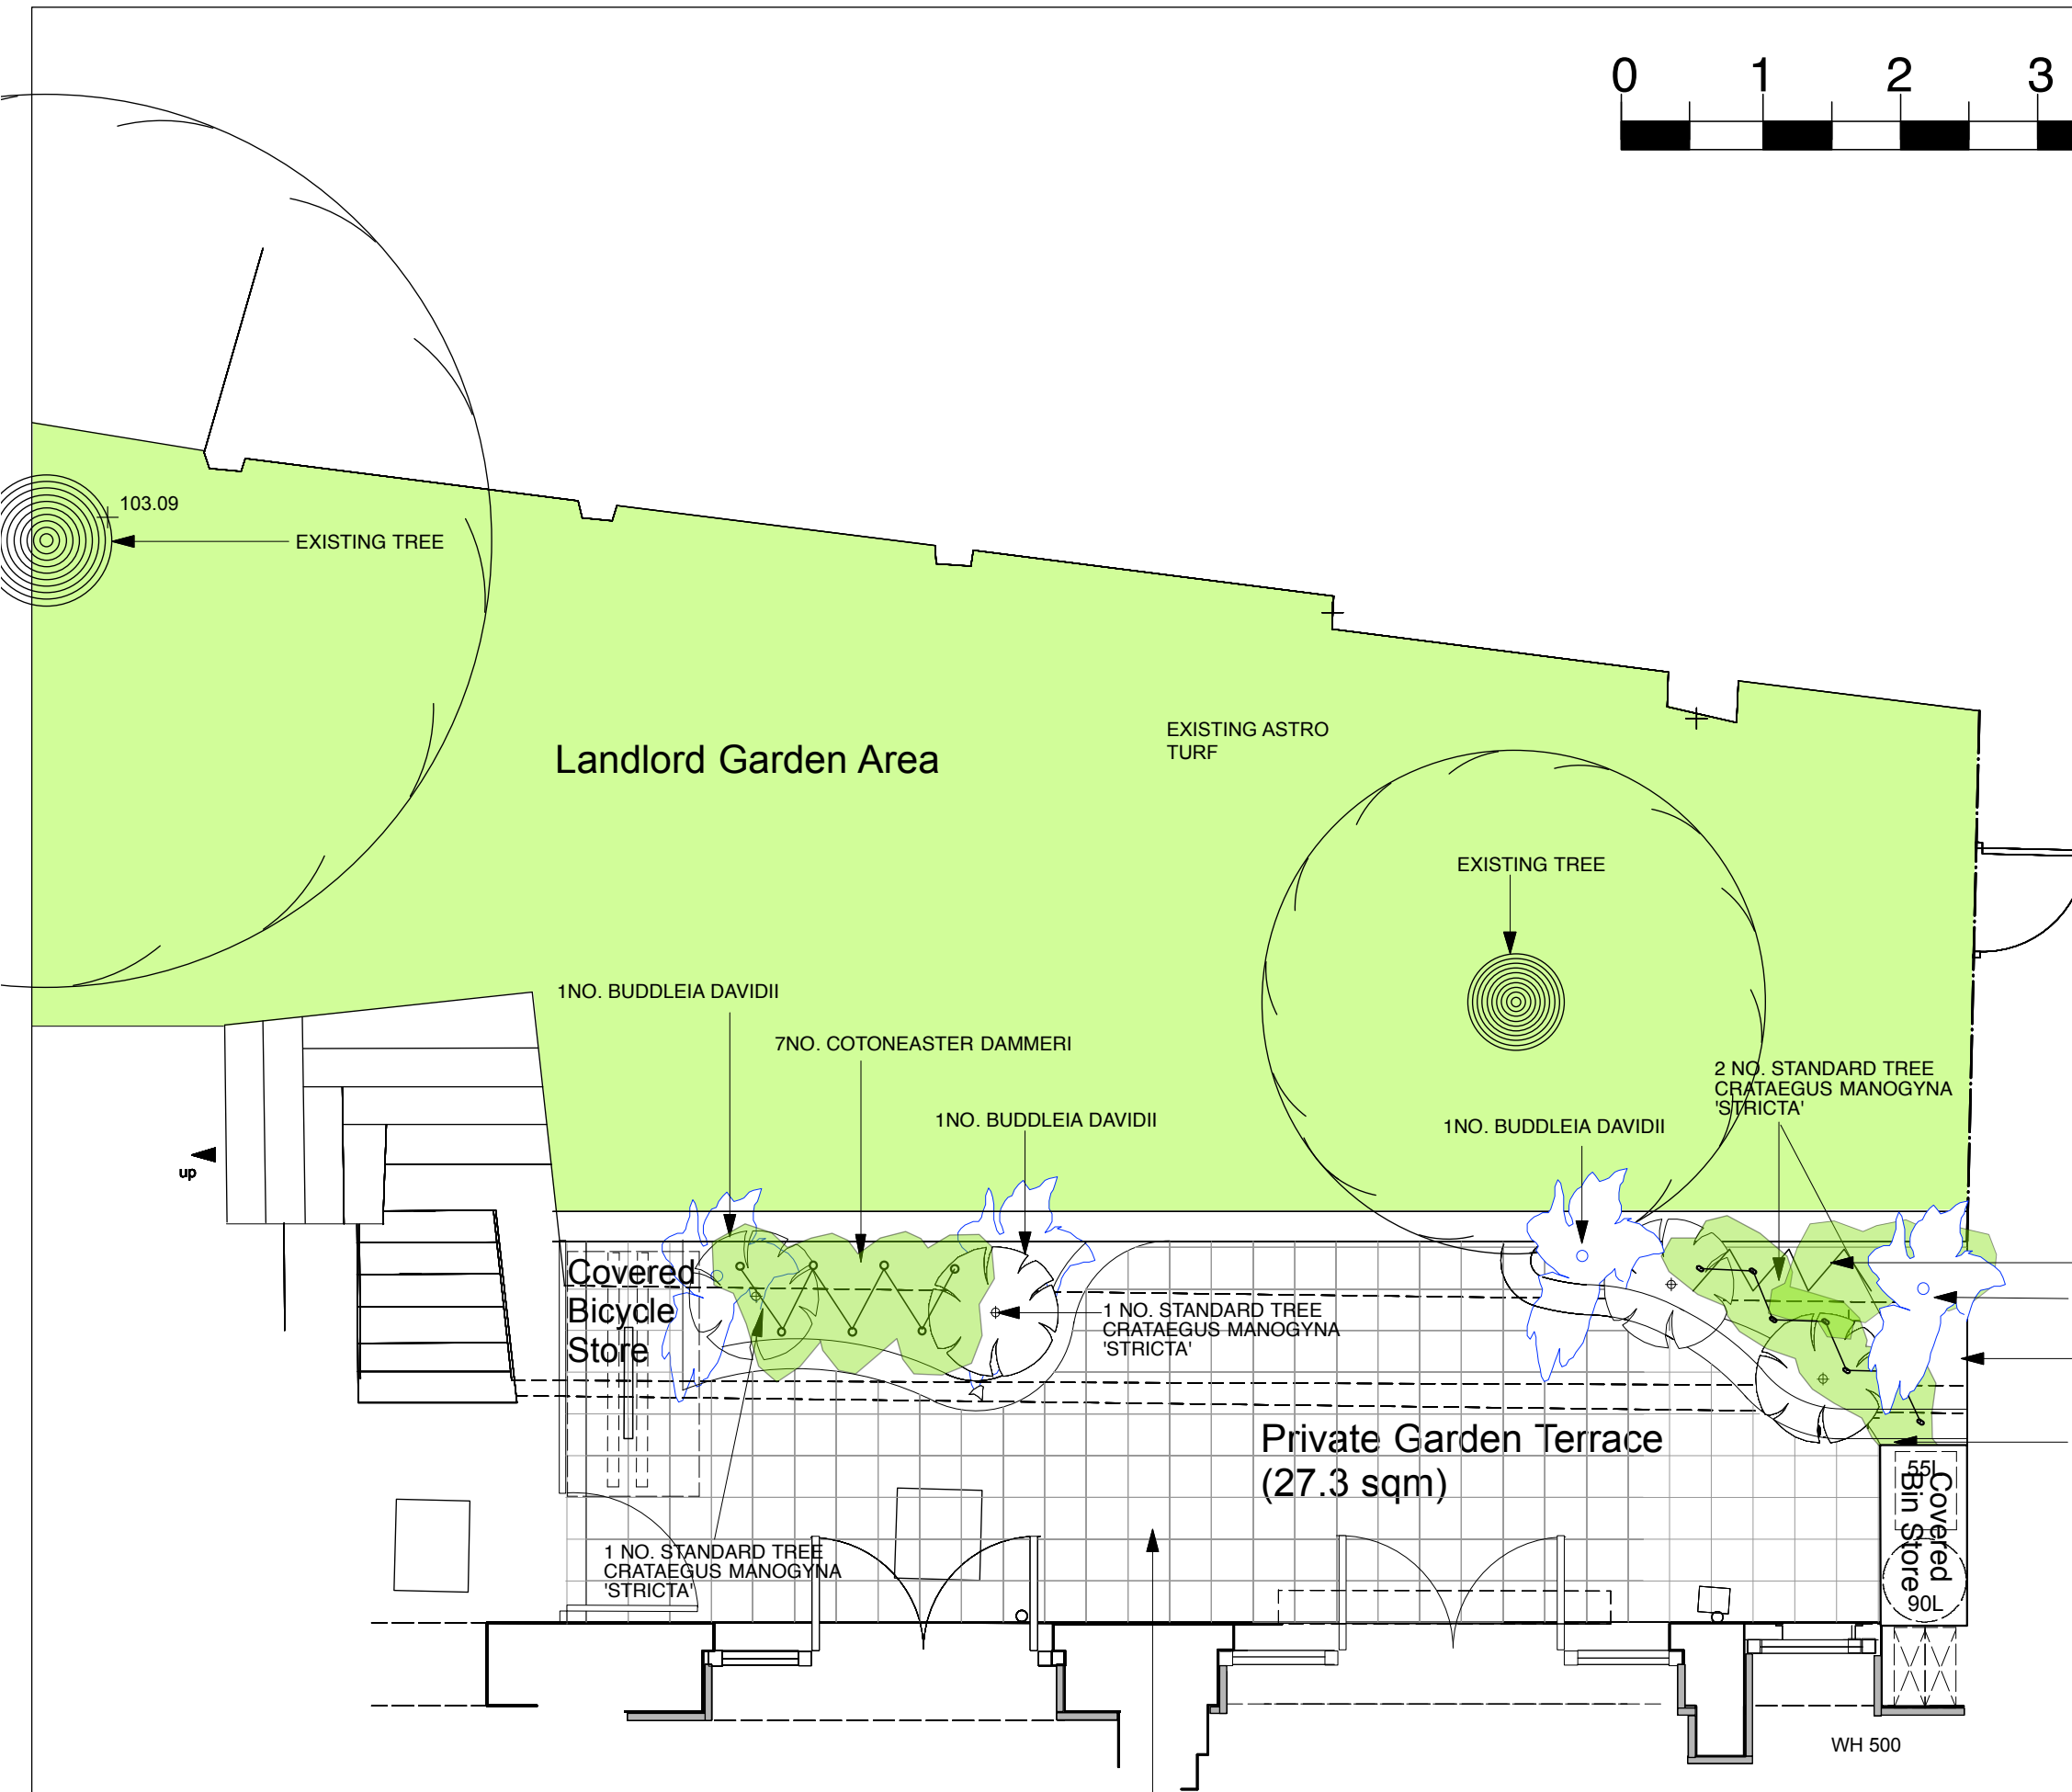 0 1 2 3
103.09
EXISTING TREE
EXISTING ASTRO
TURF
Landlord Garden Area
EXISTING TREE
1NO. BUDDLEIA DAVIDII
7NO. COTONEASTER DAMMERI
2 NO. STANDARD TREE
CRATAEGUS MANOGYNA
'STRICTA'
1NO. BUDDLEIA DAVIDII
1NO. BUDDLEIA DAVIDII
up
Covered
Bicycle
Store
1 NO. STANDARD TREE
CRATAEGUS MANOGYNA
'STRICTA'
Private Garden Terrace
(27.3 sqm)
55L
Covered
Bin Store
90L
1 NO. STANDARD TREE
CRATAEGUS MANOGYNA
'STRICTA'
WH 500